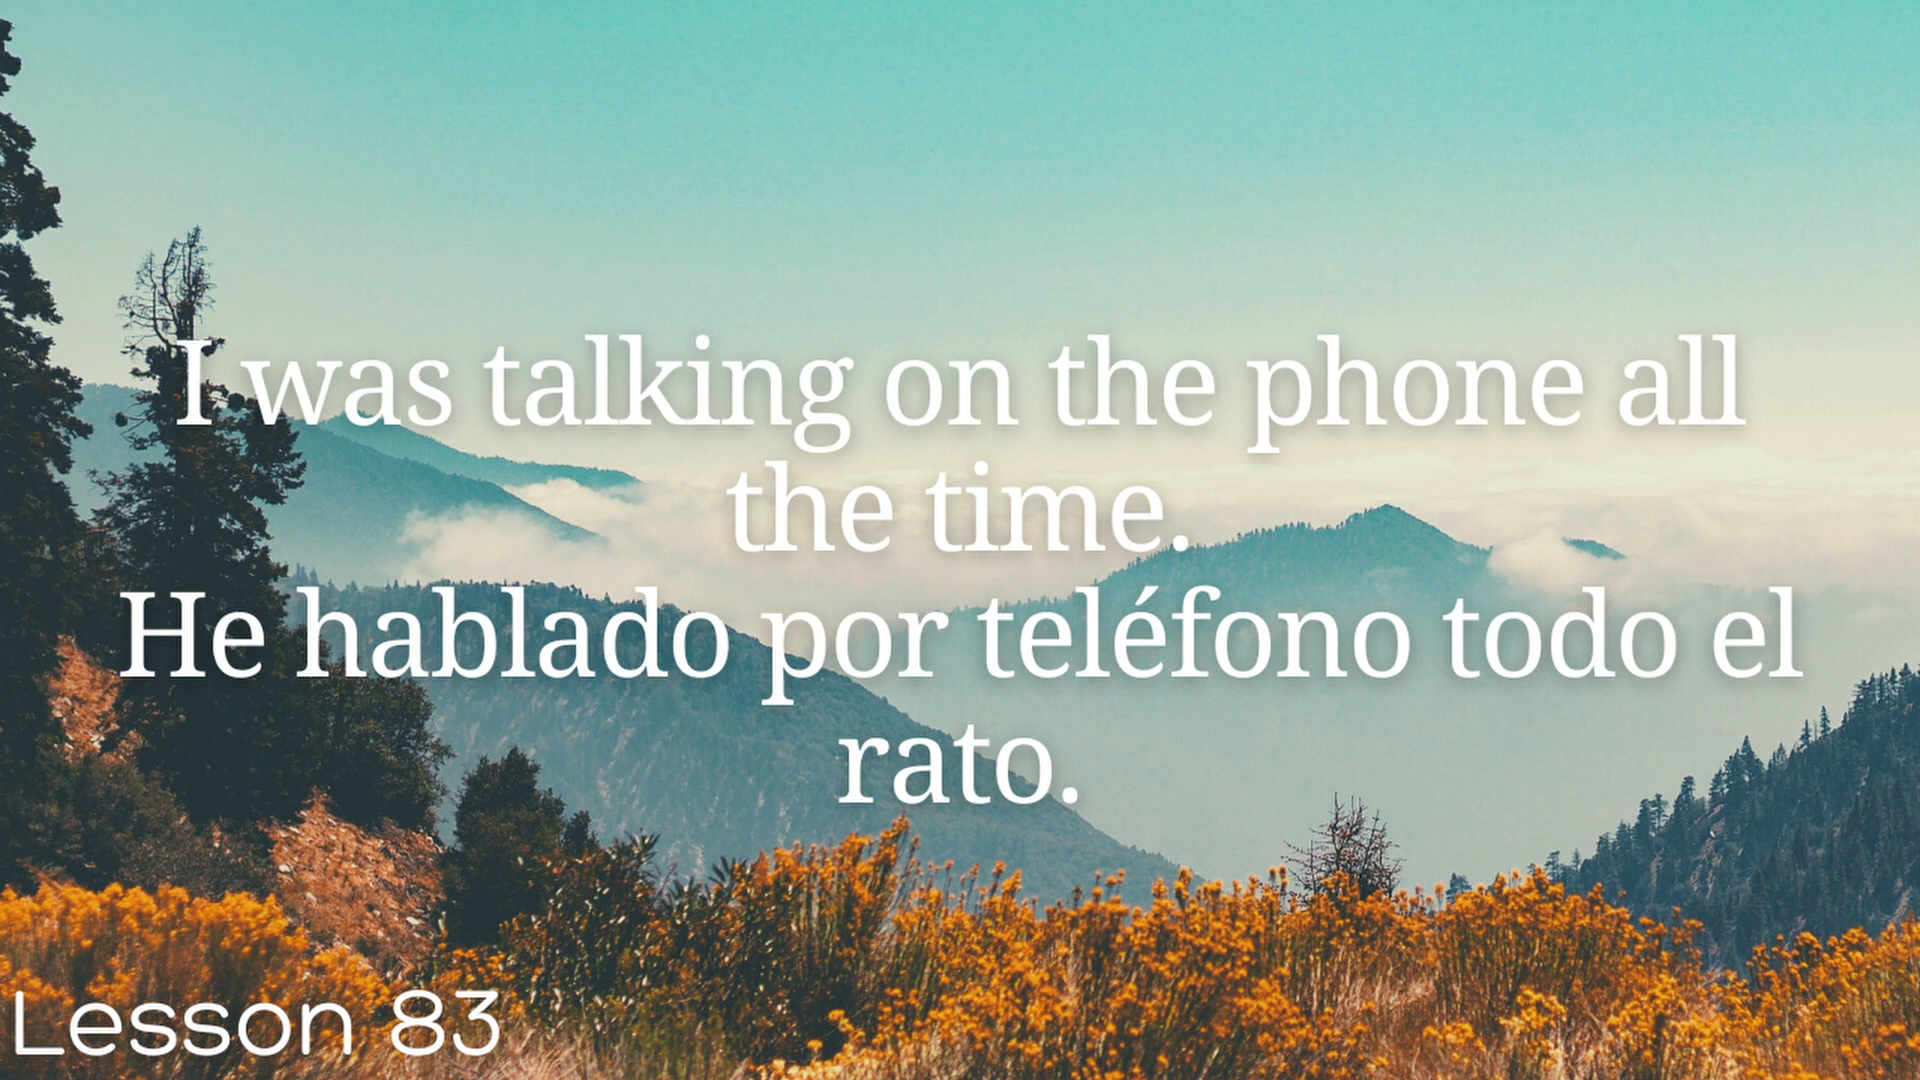 I was talking on the phone all
the time.
He hablado por teléfono todo el
rato.
Lesson 83